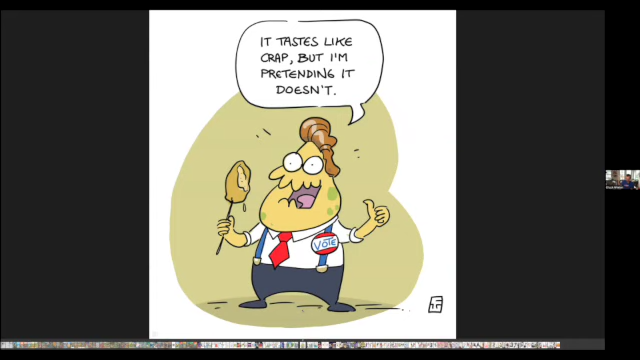 IT TASTES LIKE
CRAP, BUT I'M
PRETENDING IT
DOESN'T.
VOTE